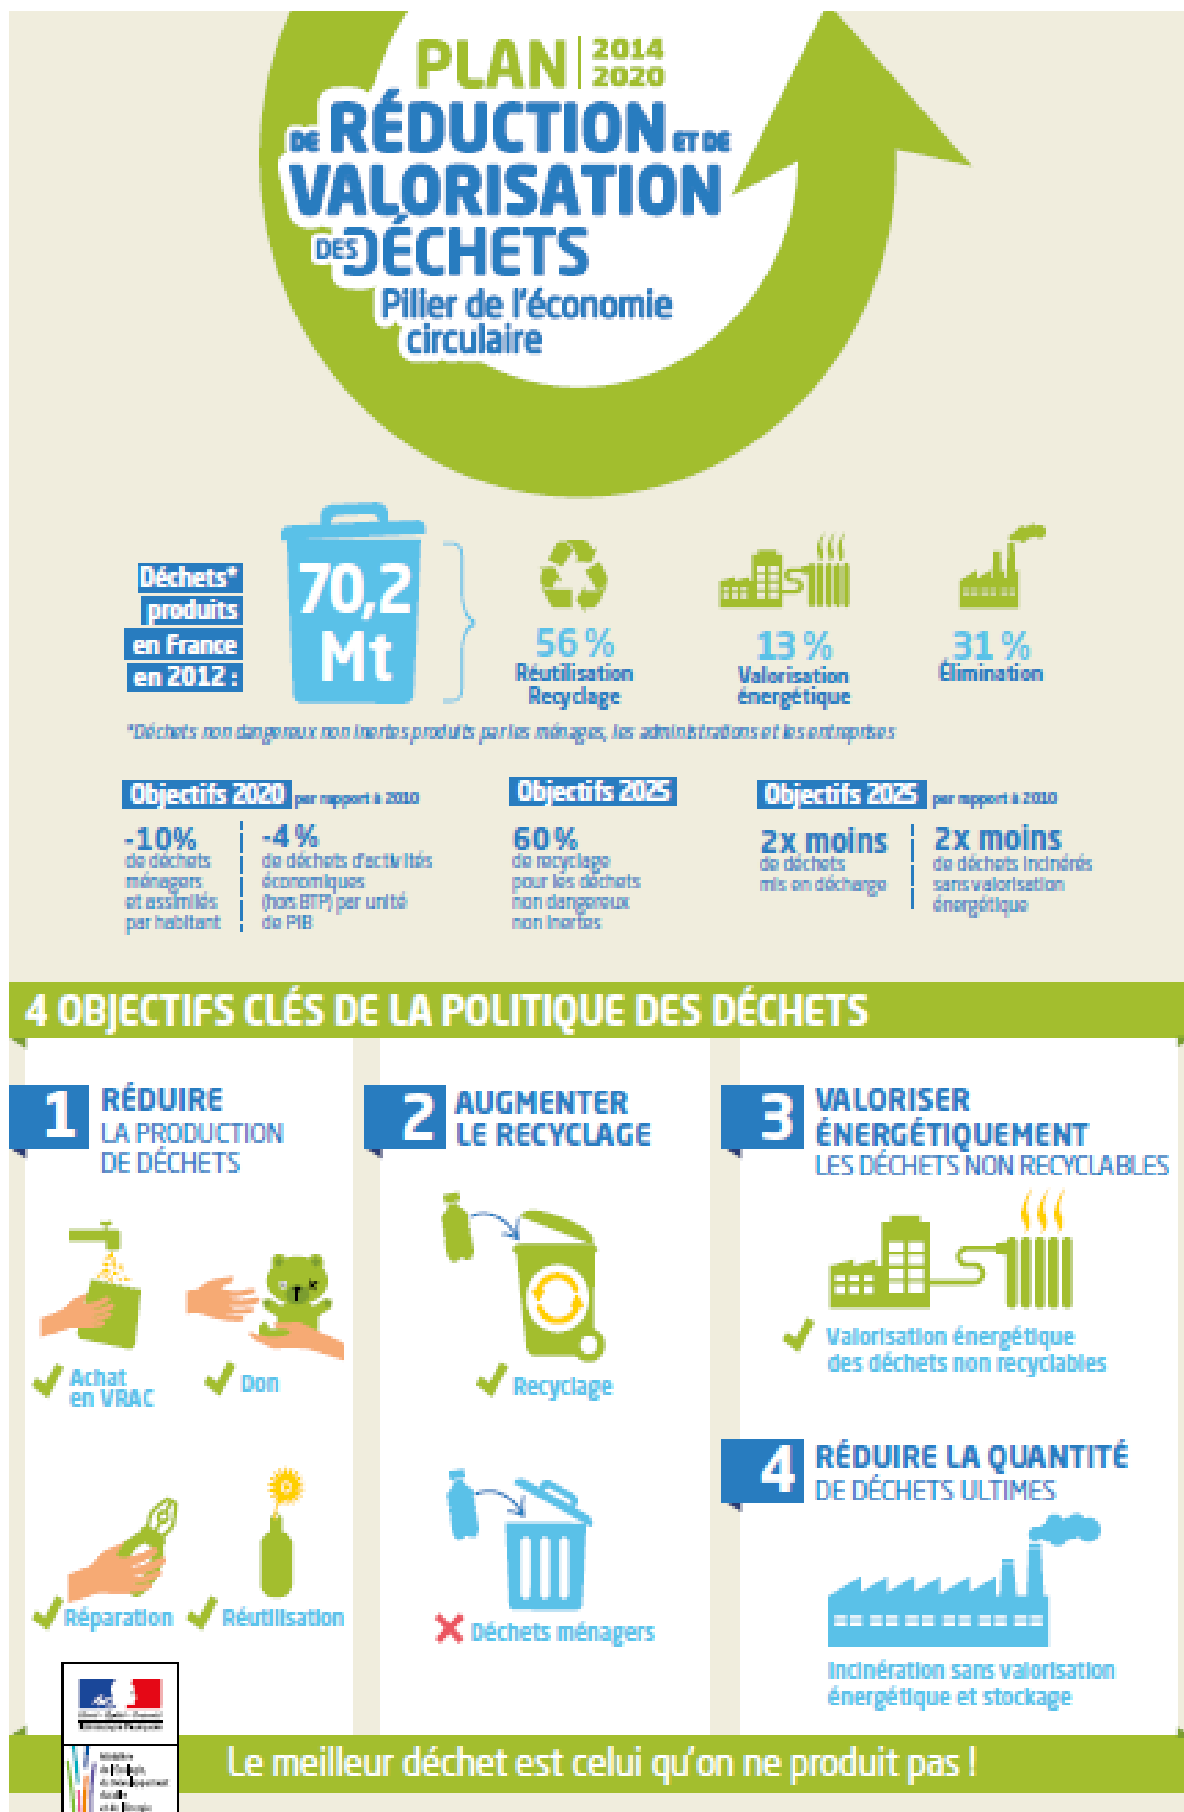 PLAN 2014
2020
DE RÉDUCTION ET DE
VALORISATION
DES DÉCHETS
Pilier de l'économie
circulaire
Déchets*
produits
en France
en 2012 :
70,2
Mt
56 %
Réutilisation
Recyclage
13 %
Valorisation
énergétique
31 %
Élimination
*Déchets non dangereux non inertes produits par les ménages, les administrations et les entreprises
Objectifs 2020 par rapport à 2010
-10%
de déchets
ménagers
et assimilés
par habitant
-4 %
de déchets d'activités
économiques
(hors BTP) par unité
de PIB
Objectifs 2025
60 %
de recyclage
pour les déchets
non dangereux
non inertes
Objectifs 2025 par rapport à 2010
2x moins
de déchets
mis en décharge
2x moins
de déchets incinérés
sans valorisation
énergétique
4 OBJECTIFS CLÉS DE LA POLITIQUE DES DÉCHETS
1 RÉDUIRE
LA PRODUCTION
DE DÉCHETS
Achat
en VRAC
Don
Réparation
Réutilisation
2 AUGMENTER
LE RECYCLAGE
Recyclage
Déchets ménagers
3 VALORISER
ÉNERGÉTIQUEMENT
LES DÉCHETS NON RECYCLABLES
Valorisation énergétique
des déchets non recyclables
4 RÉDUIRE LA QUANTITÉ
DE DÉCHETS ULTIMES
Incinération sans valorisation
énergétique et stockage
Le meilleur déchet est celui qu'on ne produit pas !